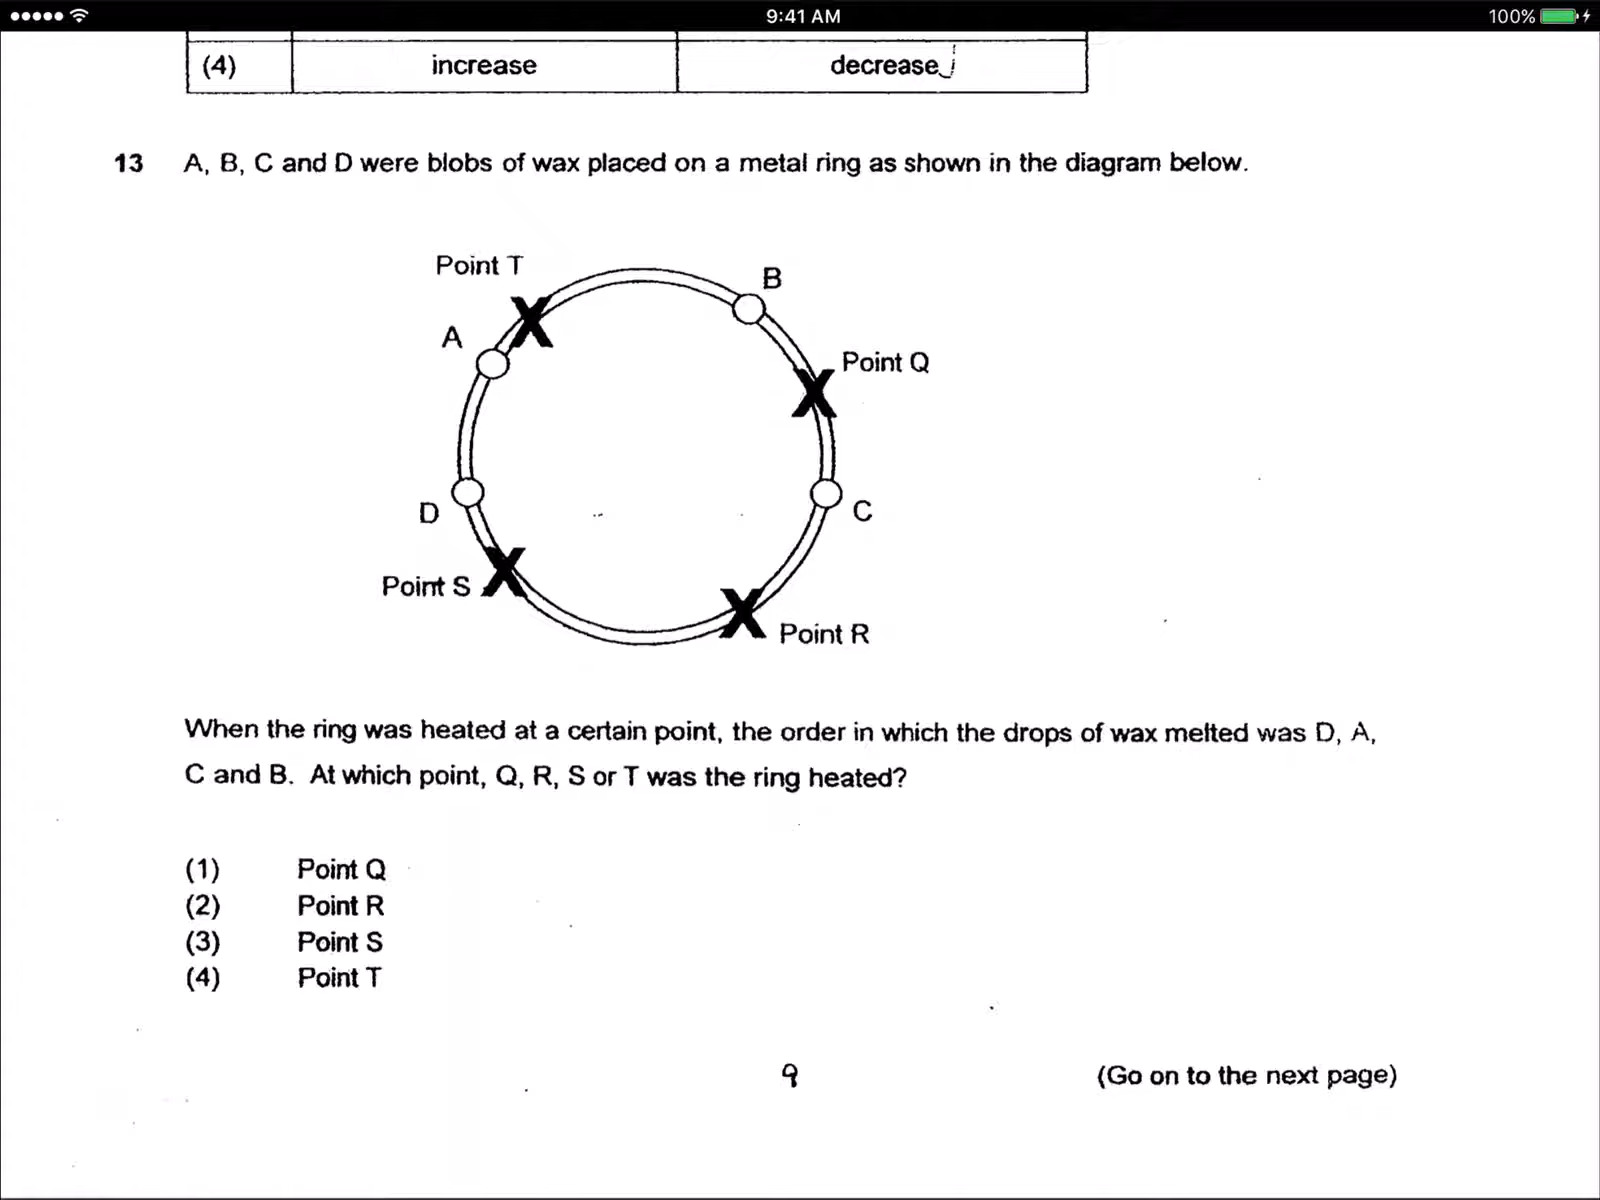 9:41 AM
100%
(4) increase decrease
13 A, B, C and D were blobs of wax placed on a metal ring as shown in the diagram below.
Point T
B
A
Point Q
D
C
Point S
Point R
When the ring was heated at a certain point, the order in which the drops of wax melted was D, A,
C and B. At which point, Q, R, S or T was the ring heated?
(1) Point Q
(2) Point R
(3) Point S
(4) Point T
9
(Go on to the next page)